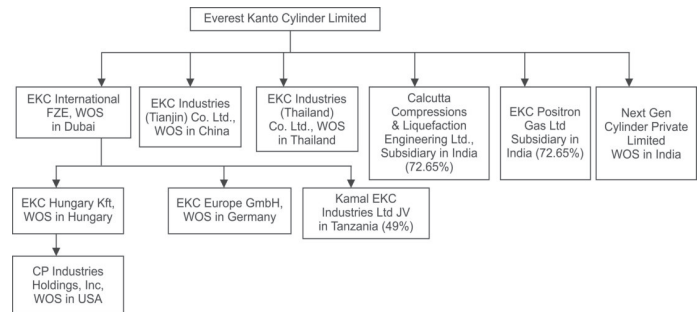 Everest Kanto Cylinder Limited
EKC International
FZE, WOS
in Dubai
EKC Industries
(Tianjin) Co. Ltd.,
WOS in China
EKC Industries
(Thailand)
Co. Ltd., WOS
in Thailand
Calcutta
Compressions
& Liquefaction
Engineering Ltd.,
Subsidiary in India
(72.65%)
EKC Positron
Gas Ltd
Subsidiary in
India (72.65%)
Next Gen
Cylinder Private
Limited
WOS in India
EKC Hungary Kft,
WOS in Hungary
EKC Europe GmbH,
WOS in Germany
Kamal EKC
Industries Ltd JV
in Tanzania (49%)
CP Industries
Holdings, Inc,
WOS in USA